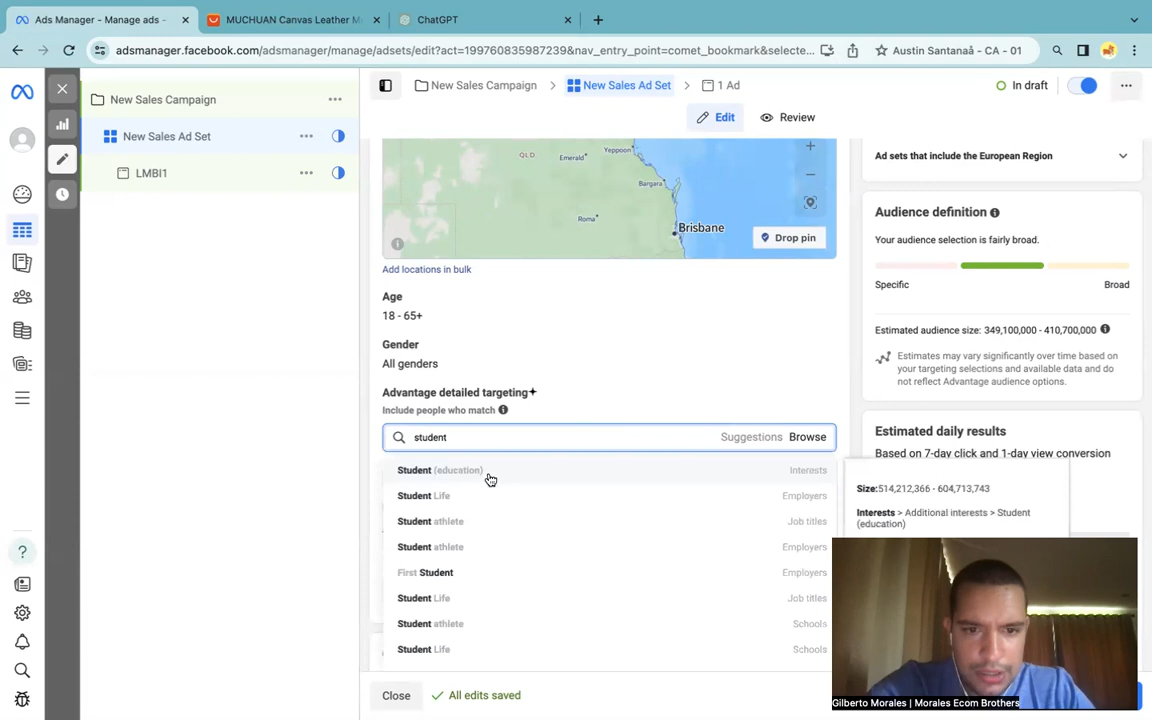 Ads Manager - Manage ads -
MUCHUAN Canvas Leather M
ChatGPT
adsmanager.facebook.com/adsmanager/manage/adsets/edit?act=199760835987239&nav_entry_point=comet_bookmark&selecte...
Austin Santanaå - CA - 01
New Sales Campaign
New Sales Ad Set
LMBI1
New Sales Campaign
New Sales Ad Set
1 Ad
In draft
Edit
Review
QLD
Emerald
Yeppoon
Bargara
Roma
Brisbane
Drop pin
Add locations in bulk
Age
18 - 65+
Gender
All genders
Advantage detailed targeting
Include people who match
student
Suggestions
Browse
Student (education)
Interests
Student Life
Employers
Student athlete
Job titles
Student athlete
Employers
First Student
Employers
Student Life
Job titles
Student athlete
Schools
Student Life
Schools
Close
All edits saved
Ad sets that include the European Region
Audience definition
Your audience selection is fairly broad.
Specific
Broad
Estimated audience size: 349,100,000 - 410,700,000
Estimates may vary significantly over time based on
your targeting selections and available data and do
not reflect Advantage audience options.
Estimated daily results
Based on 7-day click and 1-day view conversion
Size:514,212,366 - 604,713,743
Interests > Additional interests > Student
(education)
Gilberto Morales | Morales Ecom Brothers